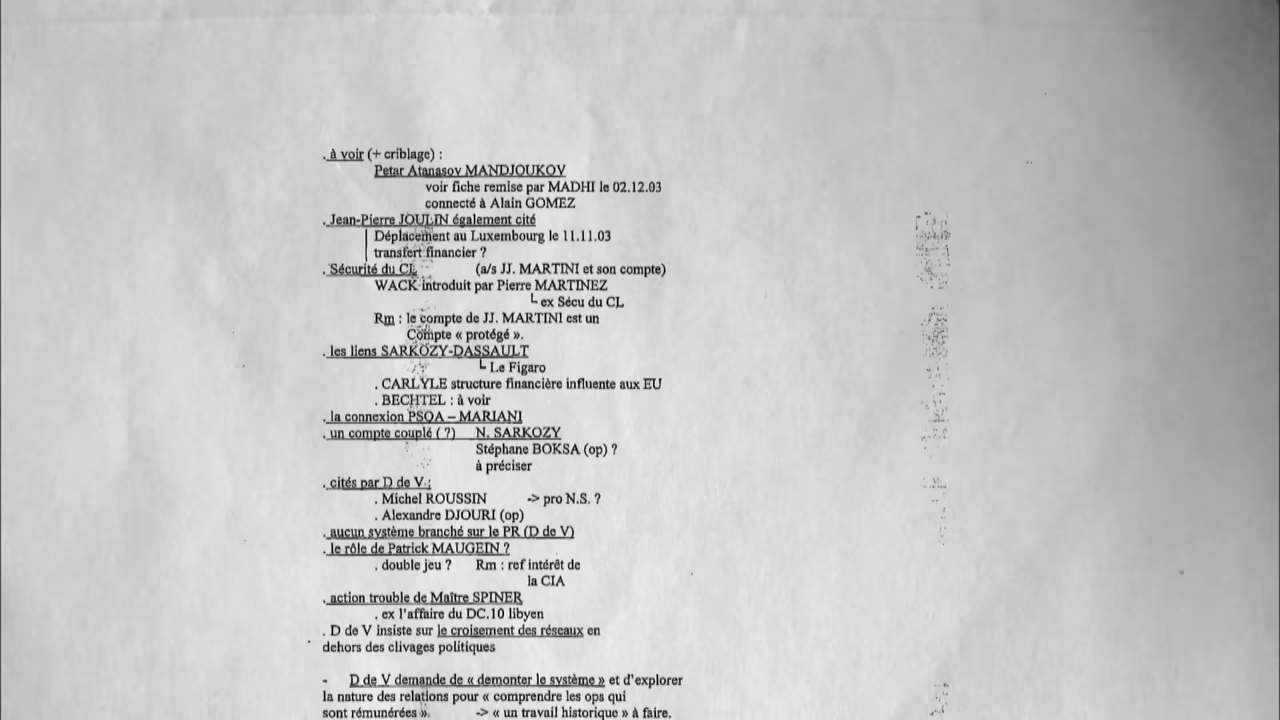 . à voir (+ criblage) :
Petar Atanasov MANDJOUKOV
voir fiche remise par MADHI le 02.12.03
connecté à Alain GOMEZ
. Jean-Pierre JOULIN également cité
Déplacement au Luxembourg le 11.11.03
transfert financier ?
. Sécurité du CL (a/s JJ. MARTINI et son compte)
WACK introduit par Pierre MARTINEZ
ex Sécu du CL
Rm : le compte de JJ. MARTINI est un
Compte « protégé ».
. les liens SARKOZY-DASSAULT
Le Figaro
. CARLYLE structure financière influente aux EU
. BECHTEL : à voir
. la connexion PSQA – MARIANI
. un compte couplé ( ?) N. SARKOZY
Stéphane BOKSA (op) ?
à préciser
. cités par D de V :
. Michel ROUSSIN -> pro N.S. ?
. Alexandre DJOURI (op)
. aucun système branché sur le PR (D de V)
. le rôle de Patrick MAUGEIN ?
. double jeu ? Rm : ref intérêt de
la CIA
. action trouble de Maître SPINER
. ex l'affaire du DC.10 libyen
. D de V insiste sur le croisement des réseaux en
dehors des clivages politiques
- D de V demande de « demonter le système » et d'explorer
la nature des relations pour « comprendre les ops qui
sont rémunérées ». -> « un travail historique » à faire.